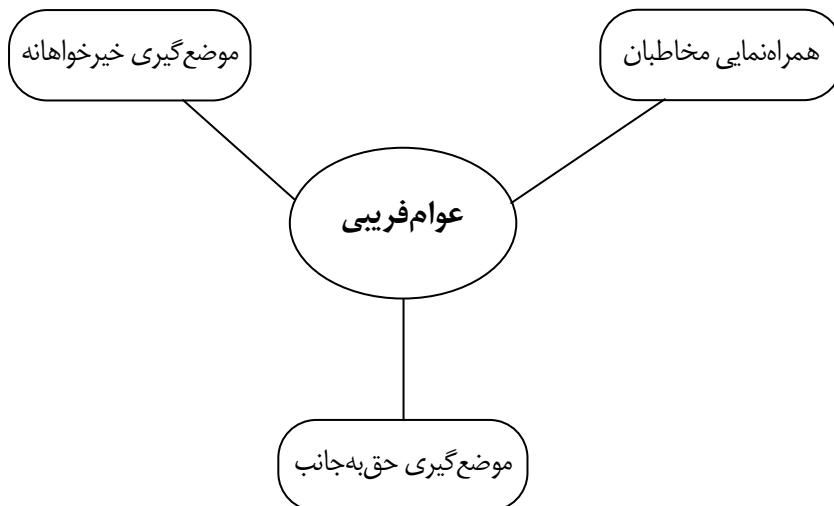 همراه‌نمایی مخاطبان
موضع‌گیری خیرخواهانه
عوام‌فریبی
موضع‌گیری حق‌به‌جانب